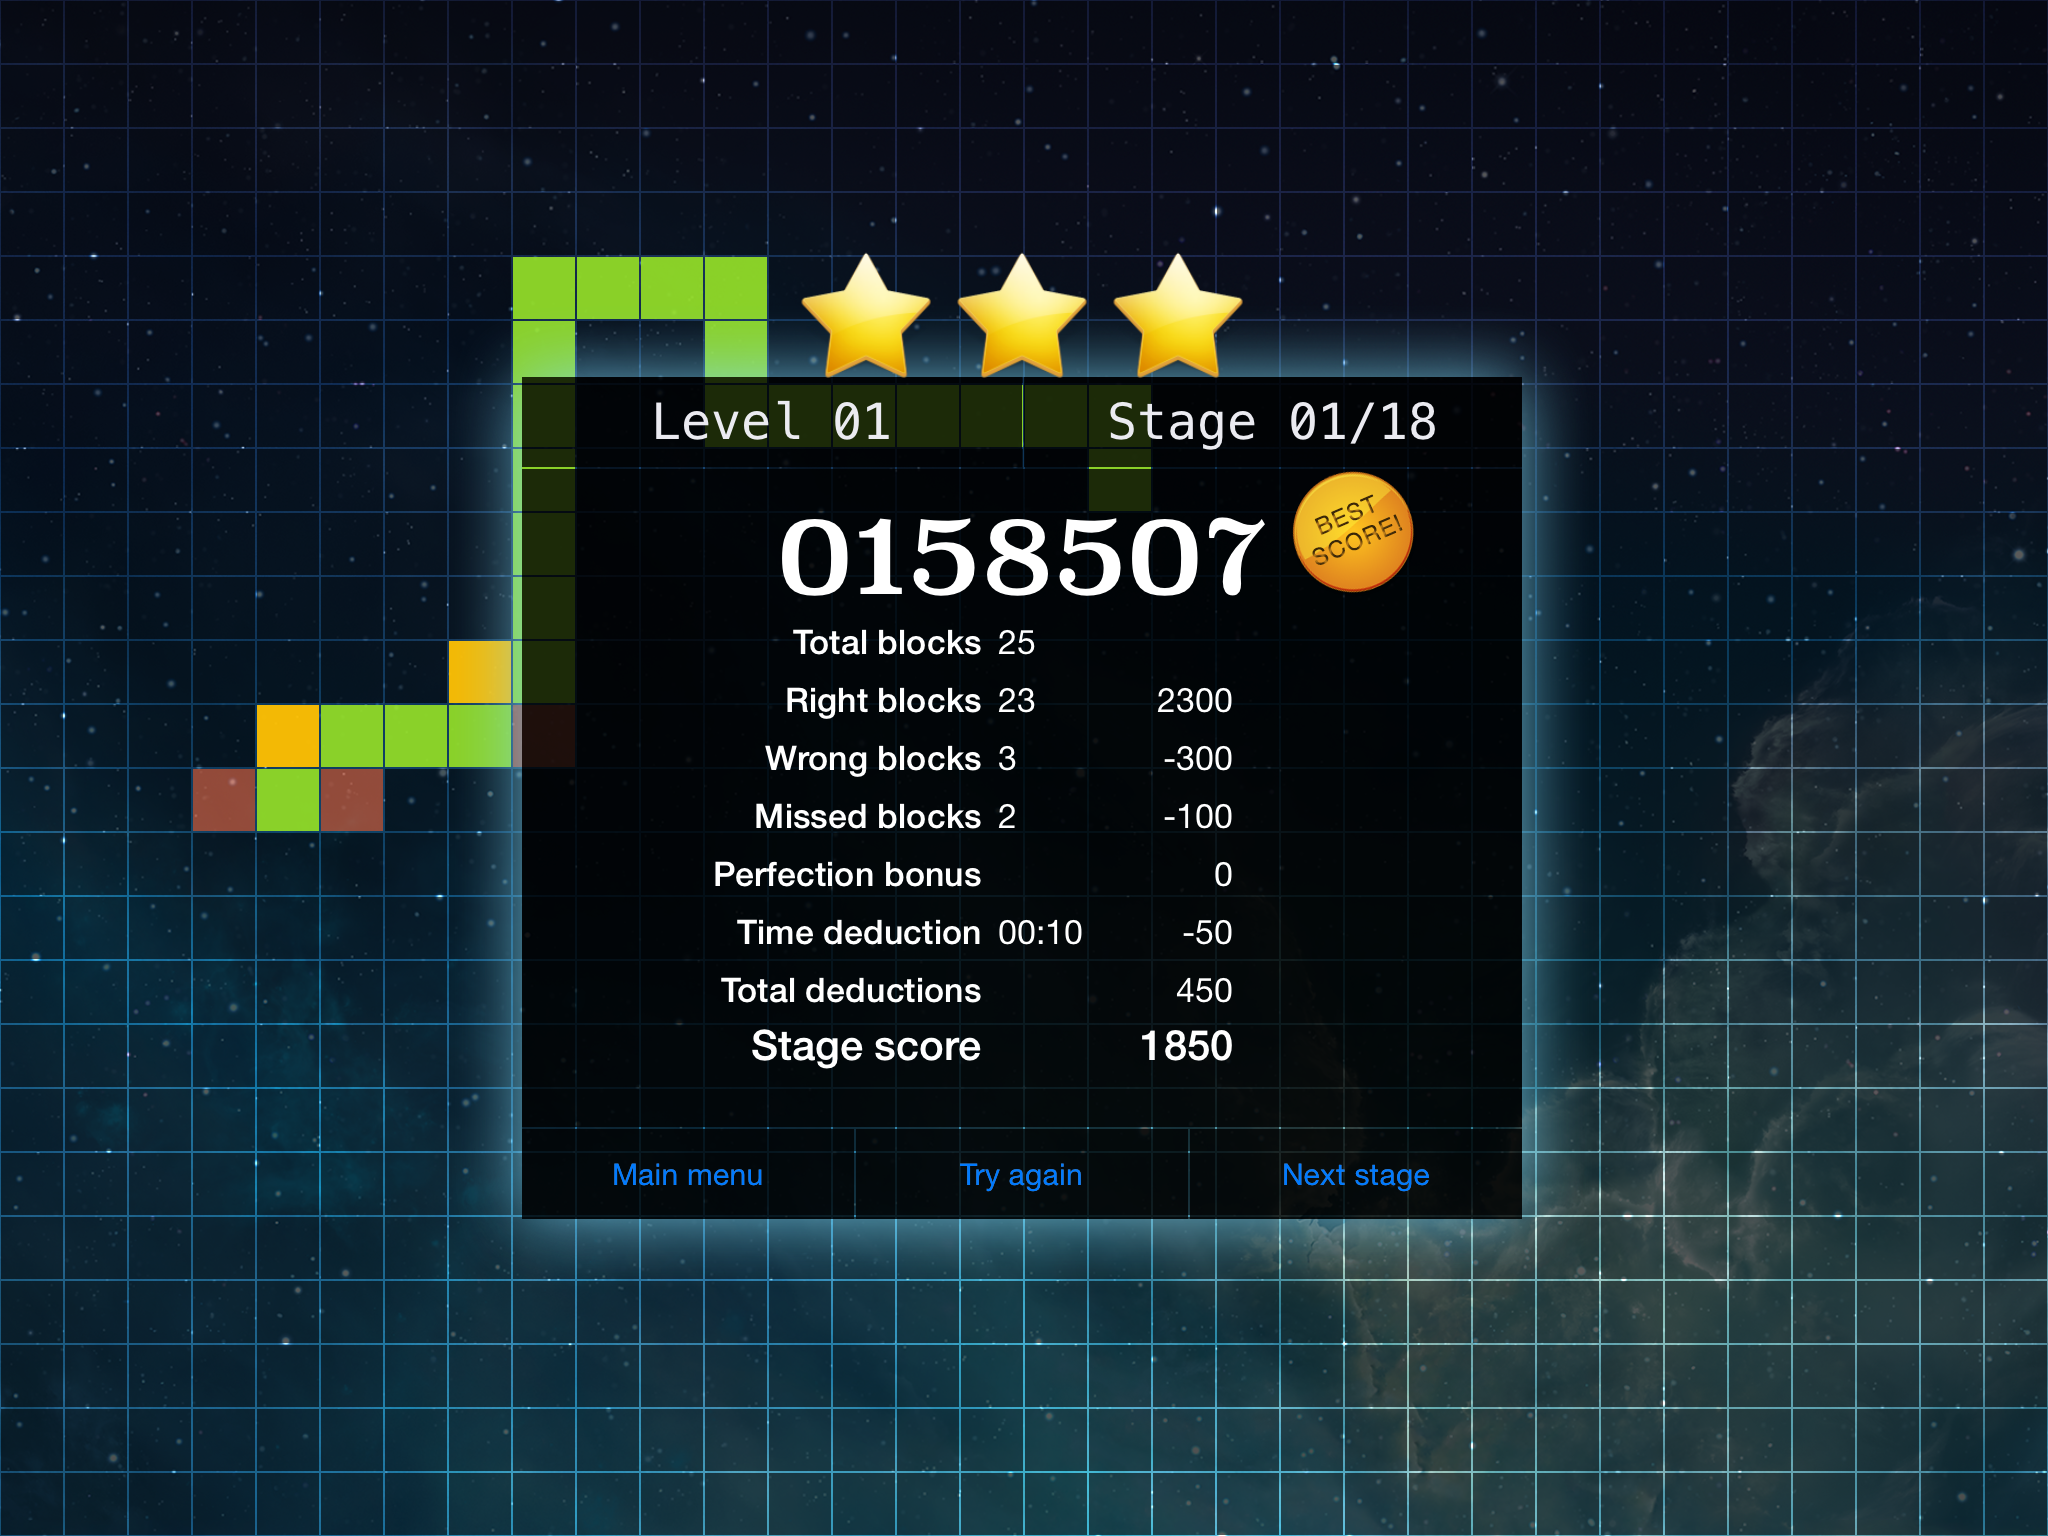 Level 01 Stage 01/18
0158507
BEST
SCORE!
Total blocks 25
Right blocks 23 2300
Wrong blocks 3 -300
Missed blocks 2 -100
Perfection bonus 0
Time deduction 00:10 -50
Total deductions 450
Stage score 1850
Main menu Try again Next stage